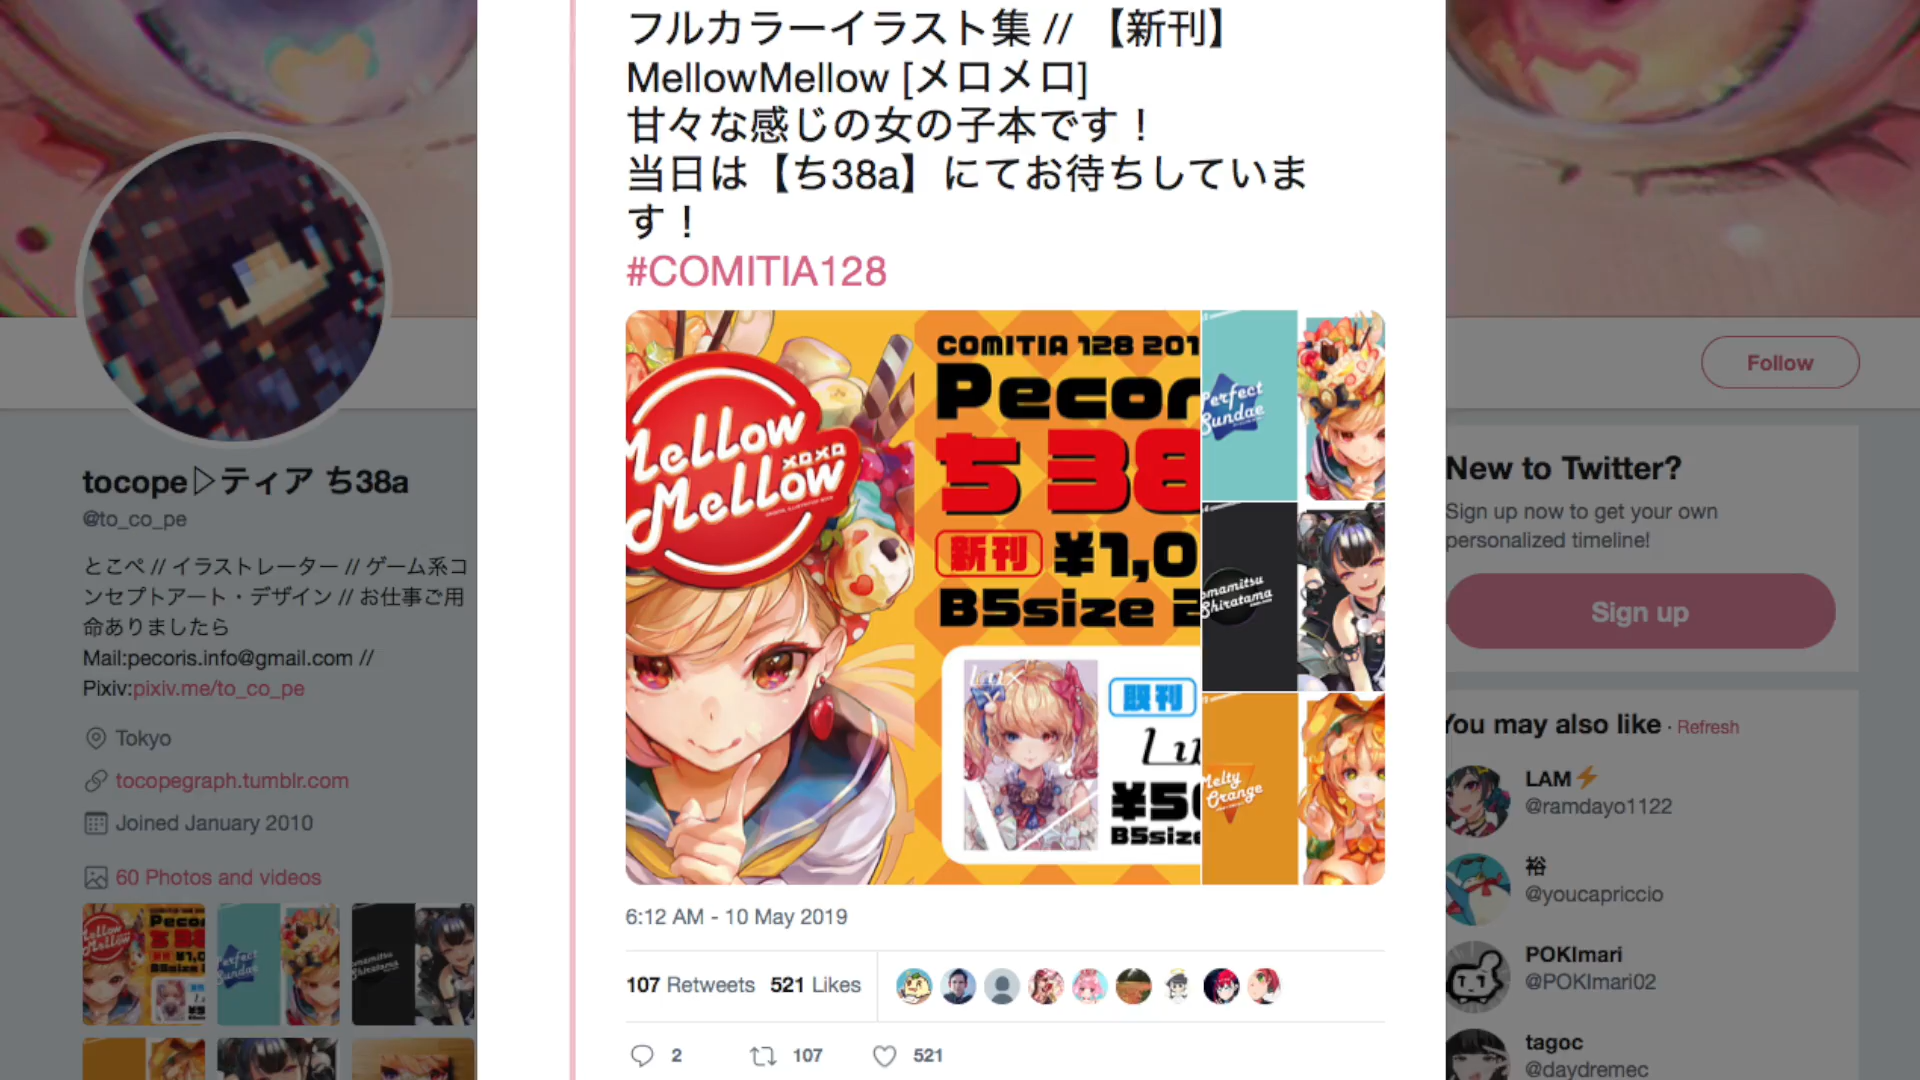 フルカラーイラスト集 // 【新刊】
MellowMellow [メロメロ]
甘々な感じの女の子本です！
当日は【ち38a】にてお待ちしていま
す！
#COMITIA128
Mellow
Mellow
メロメロ
COMITIA 128 201
Pecor
ち 38
新刊 ¥1,0
B5size 2
Lux
既刊
Lu
¥50
B5size
Perfect
Sundae
omamitsu
Shiratama
Melty
Orange
6:12 AM - 10 May 2019
107 Retweets 521 Likes
2 107 521
tocope▷ティア ち38a
@to_co_pe
とこぺ // イラストレーター // ゲーム系コ
ンセプトアート・デザイン // お仕事ご用
命ありましたら
Mail:pecoris.info@gmail.com //
Pixiv:pixiv.me/to_co_pe
Tokyo
tocopegraph.tumblr.com
Joined January 2010
60 Photos and videos
Follow
New to Twitter?
Sign up now to get your own
personalized timeline!
Sign up
You may also like · Refresh
LAM⚡
@ramdayo1122
裕
@youcapriccio
POKImari
@POKImari02
tagoc
@daydremec